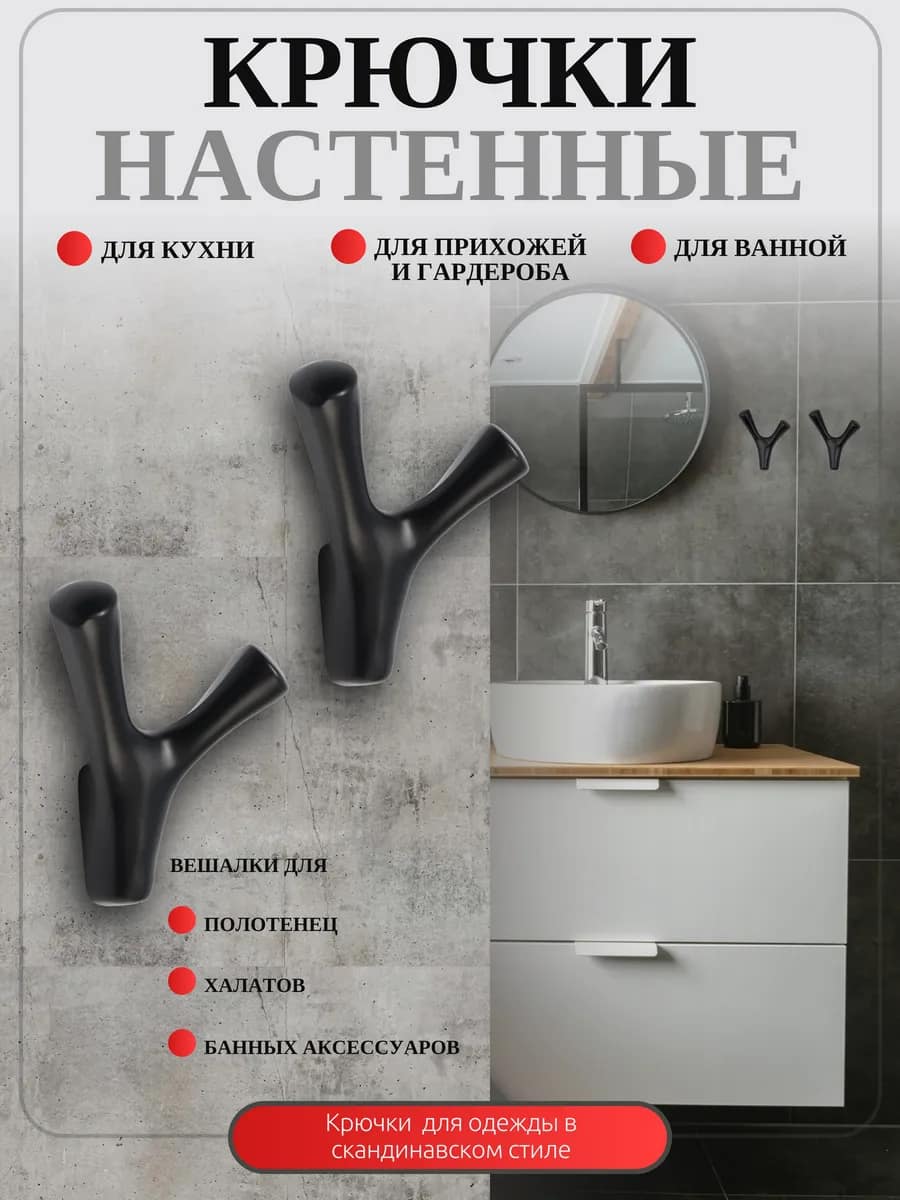 КРЮЧКИ
НАСТЕННЫЕ
ДЛЯ КУХНИ
ДЛЯ ПРИХОЖЕЙ
И ГАРДЕРОБА
ДЛЯ ВАННОЙ
ВЕШАЛКИ ДЛЯ
ПОЛОТЕНЕЦ
ХАЛАТОВ
БАННЫХ АКСЕССУАРОВ
Крючки для одежды в
скандинавском стиле